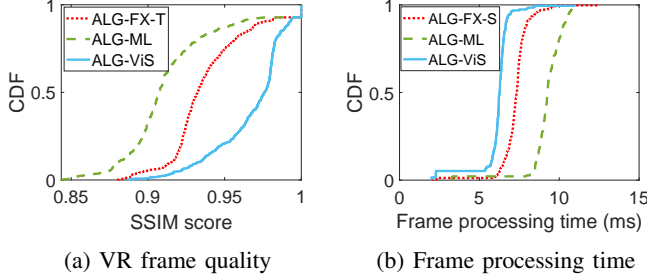 ALG-FX-T
ALG-ML
ALG-ViS
CDF
1
0.5
0
0.85
0.9
0.95
1
SSIM score
(a) VR frame quality
ALG-FX-S
ALG-ML
ALG-ViS
CDF
1
0.5
0
0
5
10
15
Frame processing time (ms)
(b) Frame processing time